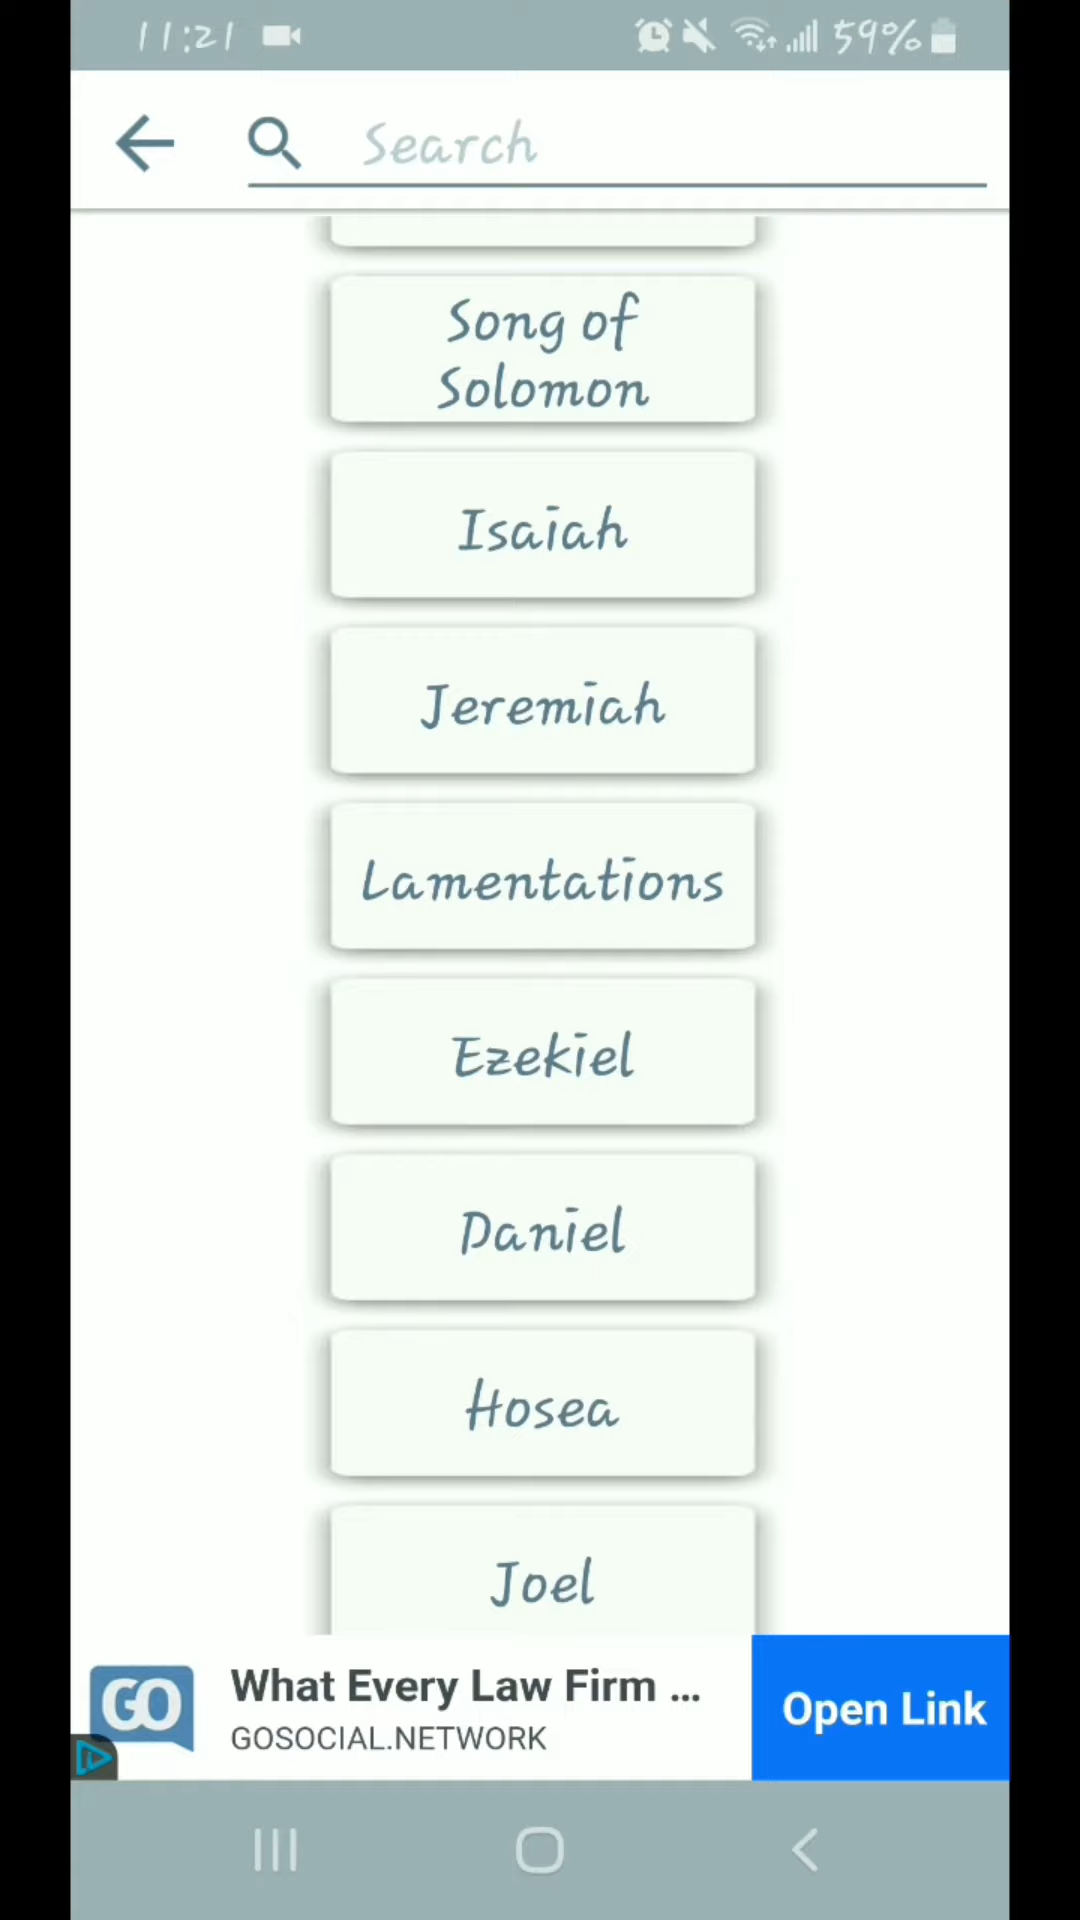 11:21 59%
Search
Song of
Solomon
Isaiah
Jeremiah
Lamentations
Ezekiel
Daniel
Hosea
Joel
GO
What Every Law Firm ...
GOSOCIAL.NETWORK
Open Link